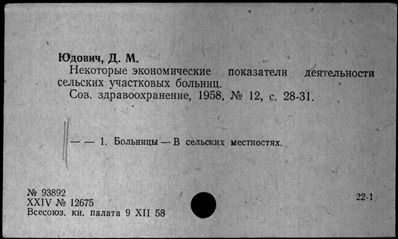 Юдович, Д. М.
Некоторые экономические показатели деятельности
сельских участковых больниц.
Сов. здравоохранение, 1958, № 12, с. 28-31.
— — 1. Больницы — В сельских местностях.
№ 93892
XXIV № 12675
Всесоюз. кн. палата 9 XII 58
22-1